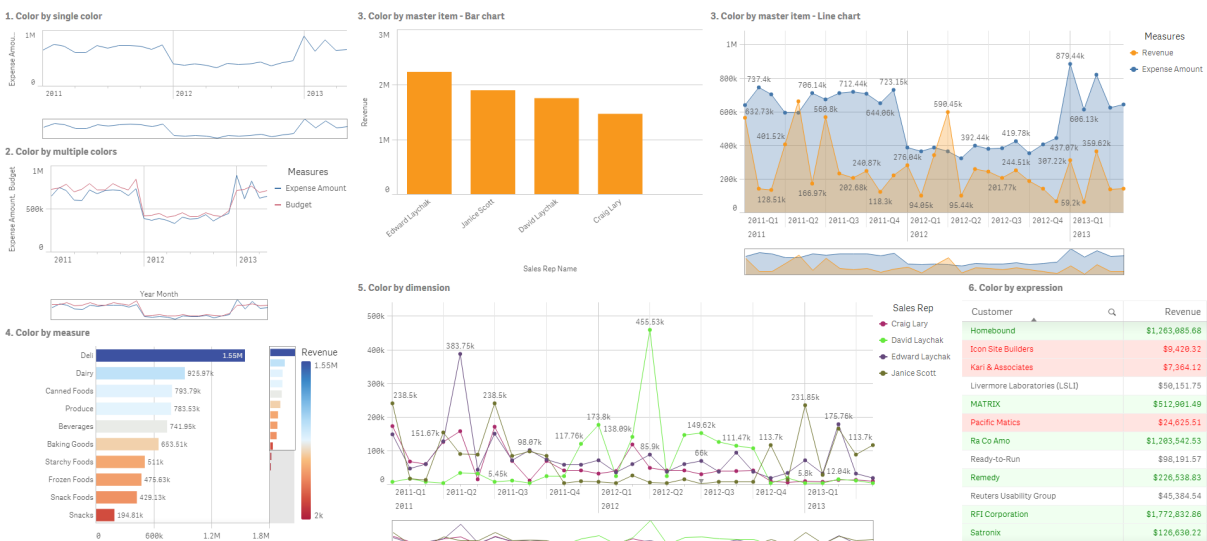 1. Color by single color
Expense Amou...
1M
0
2011
2012
2013
2. Color by multiple colors
Expense Amount, Budget
1M
500k
0
2011
2012
2013
Year Month
Measures
Expense Amount
Budget
3. Color by master item - Bar chart
Revenue
3M
2M
1M
0
Edward Laychak
Janice Scott
David Laychak
Craig Lary
Sales Rep Name
3. Color by master item - Line chart
Measures
Revenue
Expense Amount
1M
800k
600k
400k
200k
0
737.4k
706.14k
712.44k
723.15k
879.44k
632.73k
560.8k
644.06k
590.45k
606.13k
401.52k
392.44k
419.78k
437.07k
359.62k
240.87k
276.04k
244.51k
307.22k
128.51k
166.97k
202.68k
118.3k
94.05k
95.44k
201.77k
59.2k
2011-Q1
2011-Q2
2011-Q3
2011-Q4
2012-Q1
2012-Q2
2012-Q3
2012-Q4
2013-Q1
2011
2012
2013
4. Color by measure
Deli
1.55M
Dairy
925.97k
Canned Foods
793.79k
Produce
783.53k
Beverages
741.95k
Baking Goods
663.51k
Starchy Foods
511k
Frozen Foods
475.63k
Snack Foods
429.13k
Snacks
194.81k
0
600k
1.2M
1.8M
Revenue
1.55M
2k
5. Color by dimension
Sales Rep
Craig Lary
David Laychak
Edward Laychak
Janice Scott
500k
400k
300k
200k
100k
0
455.53k
383.75k
238.5k
238.5k
231.85k
173.8k
175.76k
151.67k
138.09k
149.62k
117.76k
111.47k
113.7k
113.7k
98.07k
85.9k
66k
5.45k
5.8k
12.04k
2011-Q1
2011-Q2
2011-Q3
2011-Q4
2012-Q1
2012-Q2
2012-Q3
2012-Q4
2013-Q1
2011
2012
2013
6. Color by expression
Customer Revenue
Homebound $1,263,085.68
Icon Site Builders $9,420.32
Kari & Associates $7,364.12
Livermore Laboratories (LSLI) $50,151.75
MATRIX $512,901.49
Pacific Matics $24,625.51
Ra Co Amo $1,203,542.53
Ready-to-Run $98,191.57
Remedy $226,538.83
Reuters Usability Group $45,384.54
RFI Corporation $1,772,832.86
Satronix $126,630.22